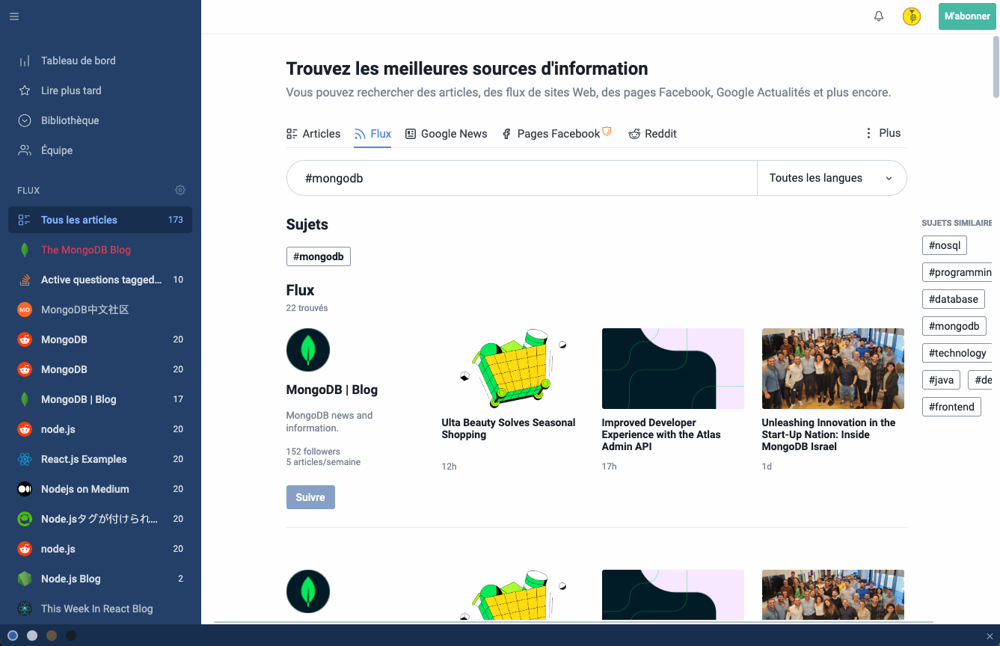 M'abonner
Tableau de bord
Lire plus tard
Bibliothèque
Équipe
FLUX
Tous les articles 173
The MongoDB Blog
Active questions tagged... 10
MO MongoDB中文社区
MongoDB 20
MongoDB 20
MongoDB | Blog 17
node.js 20
React.js Examples 20
Nodejs on Medium 20
Node.jsタグが付けられ... 20
node.js 20
Node.js Blog 2
This Week In React Blog
Trouvez les meilleures sources d'information
Vous pouvez rechercher des articles, des flux de sites Web, des pages Facebook, Google Actualités et plus encore.
Articles Flux Google News Pages Facebook Reddit Plus
#mongodb Toutes les langues
Sujets
#mongodb
Flux
22 trouvés
MongoDB | Blog
MongoDB news and
information.
152 followers
5 articles/semaine
Suivre
Ulta Beauty Solves Seasonal
Shopping
12h
Improved Developer
Experience with the Atlas
Admin API
17h
Unleashing Innovation in the
Start-Up Nation: Inside
MongoDB Israel
1d
SUJETS SIMILAIRE
#nosql
#programmin
#database
#mongodb
#technology
#java #de
#frontend